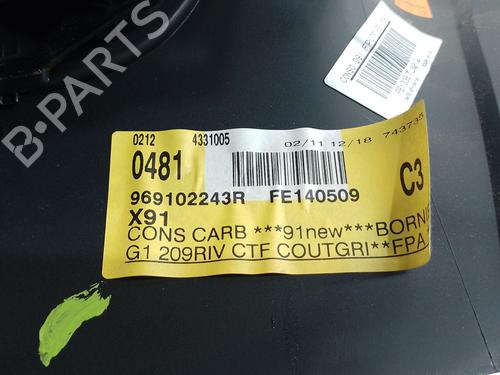 B-PARTS
0212 4331005 02/11 12/18 743735
0481
969102243R FE140509 C3
X91
CONS CARB ***91new***BORNI
G1 209RIV CTF COUTGRI**FPA